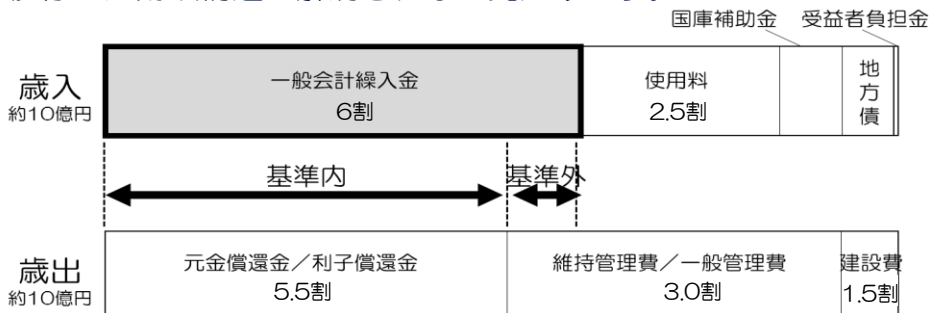 国庫補助金 受益者負担金
歳入
約10億円
一般会計繰入金
6割
使用料
2.5割
地方債
基準内
基準外
歳出
約10億円
元金償還金／利子償還金
5.5割
維持管理費／一般管理費
3.0割
建設費
1.5割